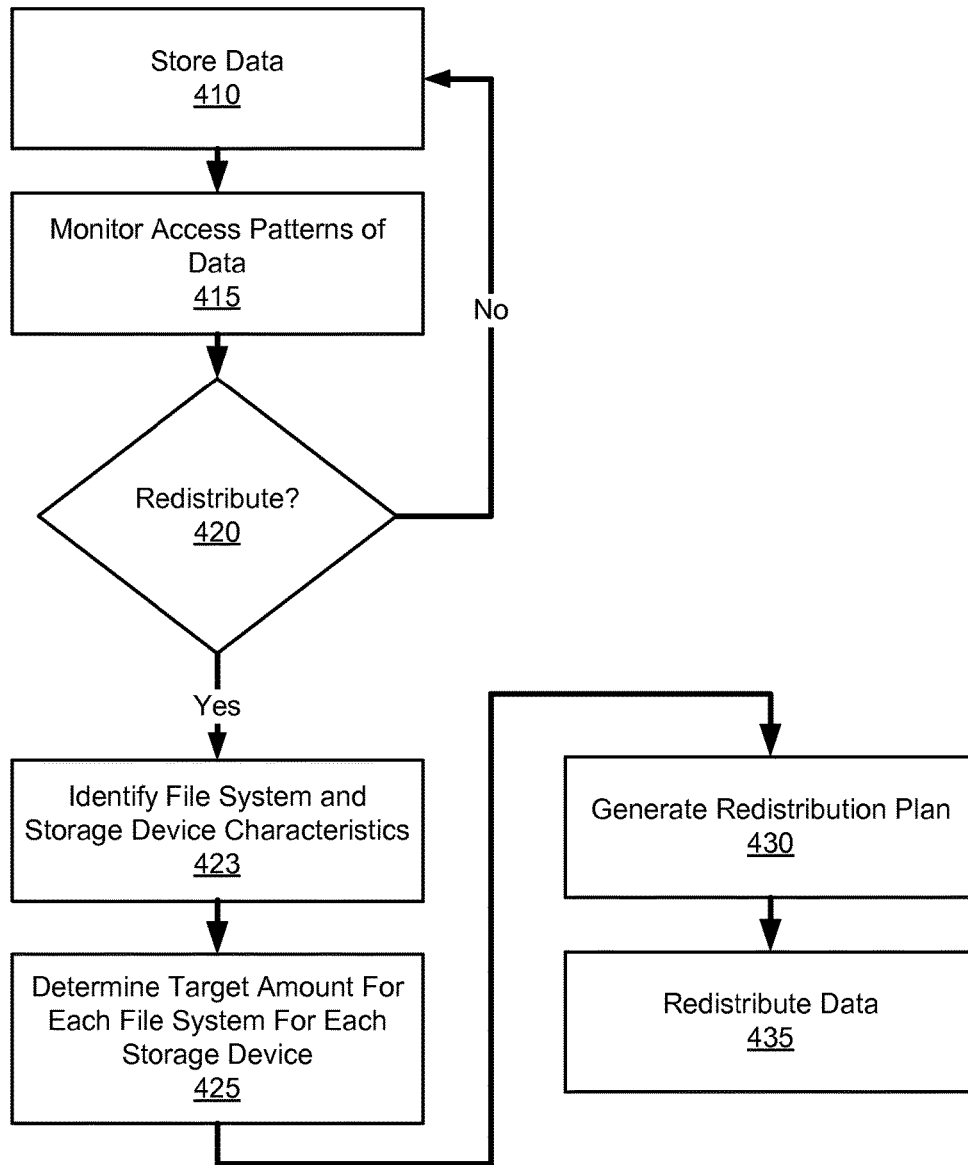 Store Data
410
Monitor Access Patterns of
Data
415
No
Redistribute?
420
Yes
Identify File System and
Storage Device Characteristics
423
Determine Target Amount For
Each File System For Each
Storage Device
425
Generate Redistribution Plan
430
Redistribute Data
435